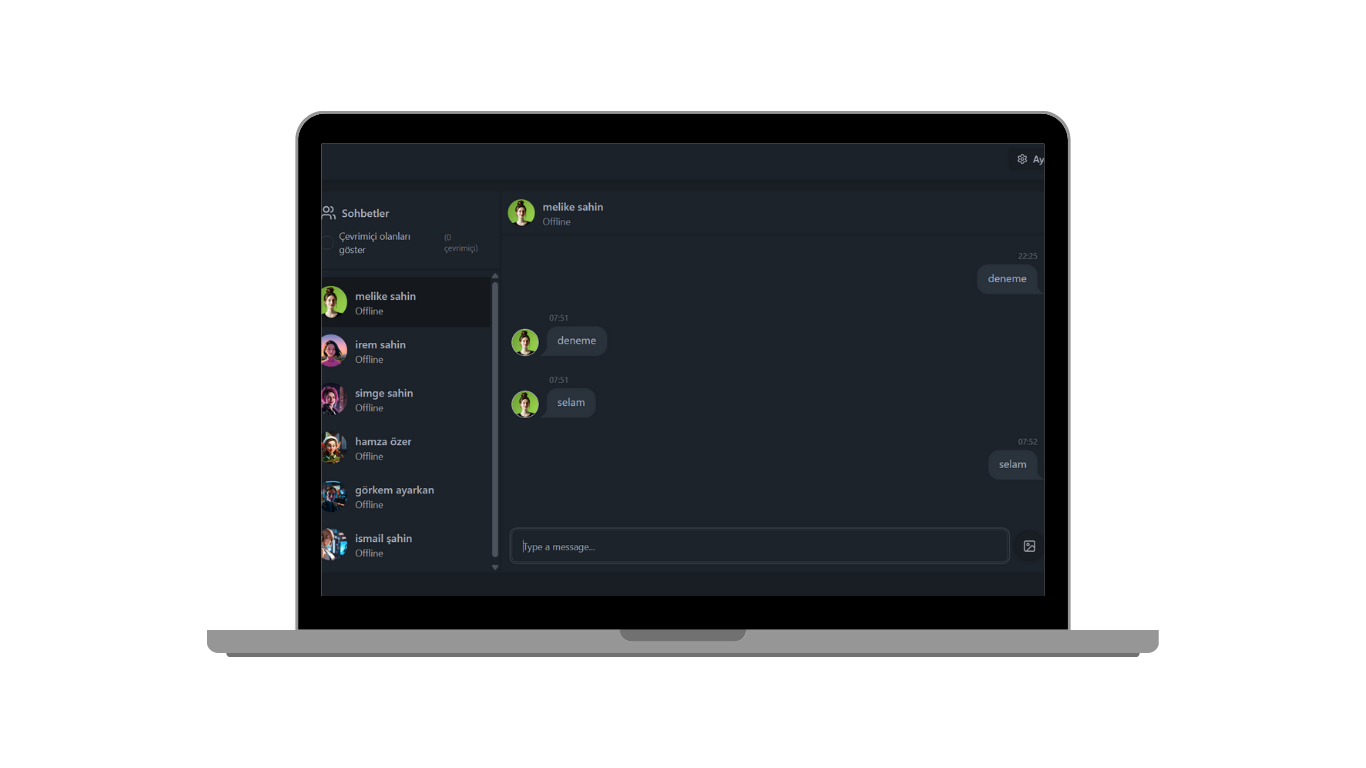 Ay
Sohbetler
Çevrimiçi olanları
göster
(0
çevrimiçi)
melike sahin
Offline
irem sahin
Offline
simge sahin
Offline
hamza özer
Offline
görkem ayarkan
Offline
ismail şahin
Offline
melike sahin
Offline
22:25
deneme
07:51
deneme
07:51
selam
07:52
selam
Type a message...